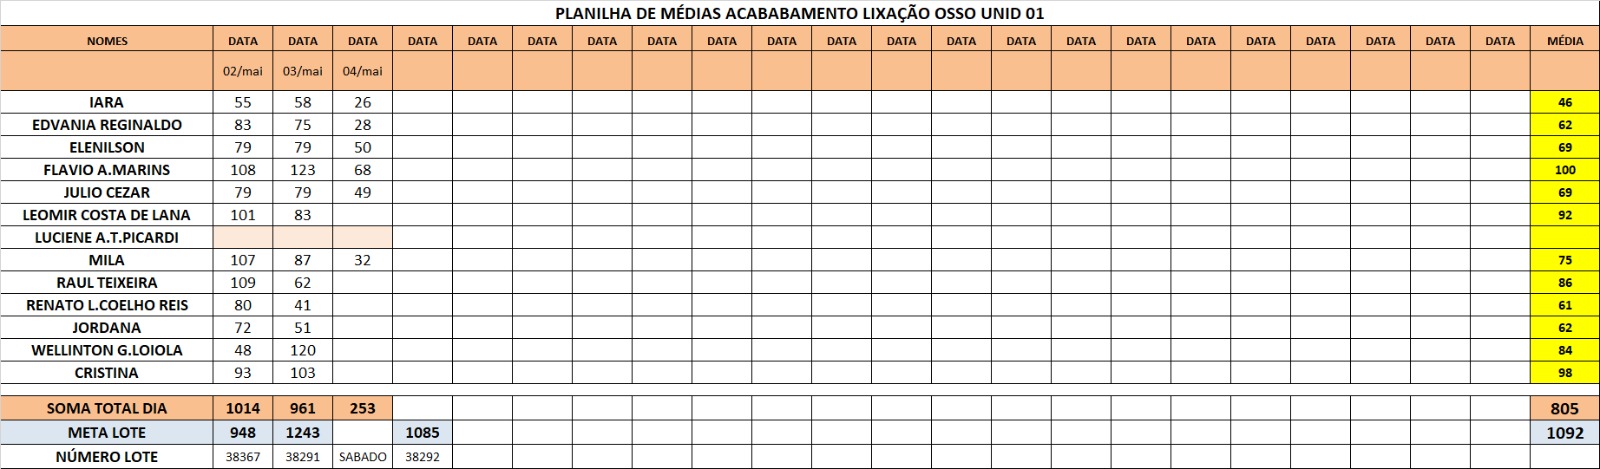 PLANILHA DE MÉDIAS ACABABAMENTO LIXAÇÃO OSSO UNID 01
NOMES DATA DATA DATA DATA DATA DATA DATA DATA DATA DATA DATA DATA DATA DATA DATA DATA DATA DATA DATA DATA DATA DATA MÉDIA
02/mai 03/mai 04/mai
IARA 55 58 26 46
EDVANIA REGINALDO 83 75 28 62
ELENILSON 79 79 50 69
FLAVIO A.MARINS 108 123 68 100
JULIO CEZAR 79 79 49 69
LEOMIR COSTA DE LANA 101 83 92
LUCIENE A.T.PICARDI
MILA 107 87 32 75
RAUL TEIXEIRA 109 62 86
RENATO L.COELHO REIS 80 41 61
JORDANA 72 51 62
WELLINTON G.LOIOLA 48 120 84
CRISTINA 93 103 98
SOMA TOTAL DIA 1014 961 253 805
META LOTE 948 1243 1085 1092
NÚMERO LOTE 38367 38291 SABADO 38292